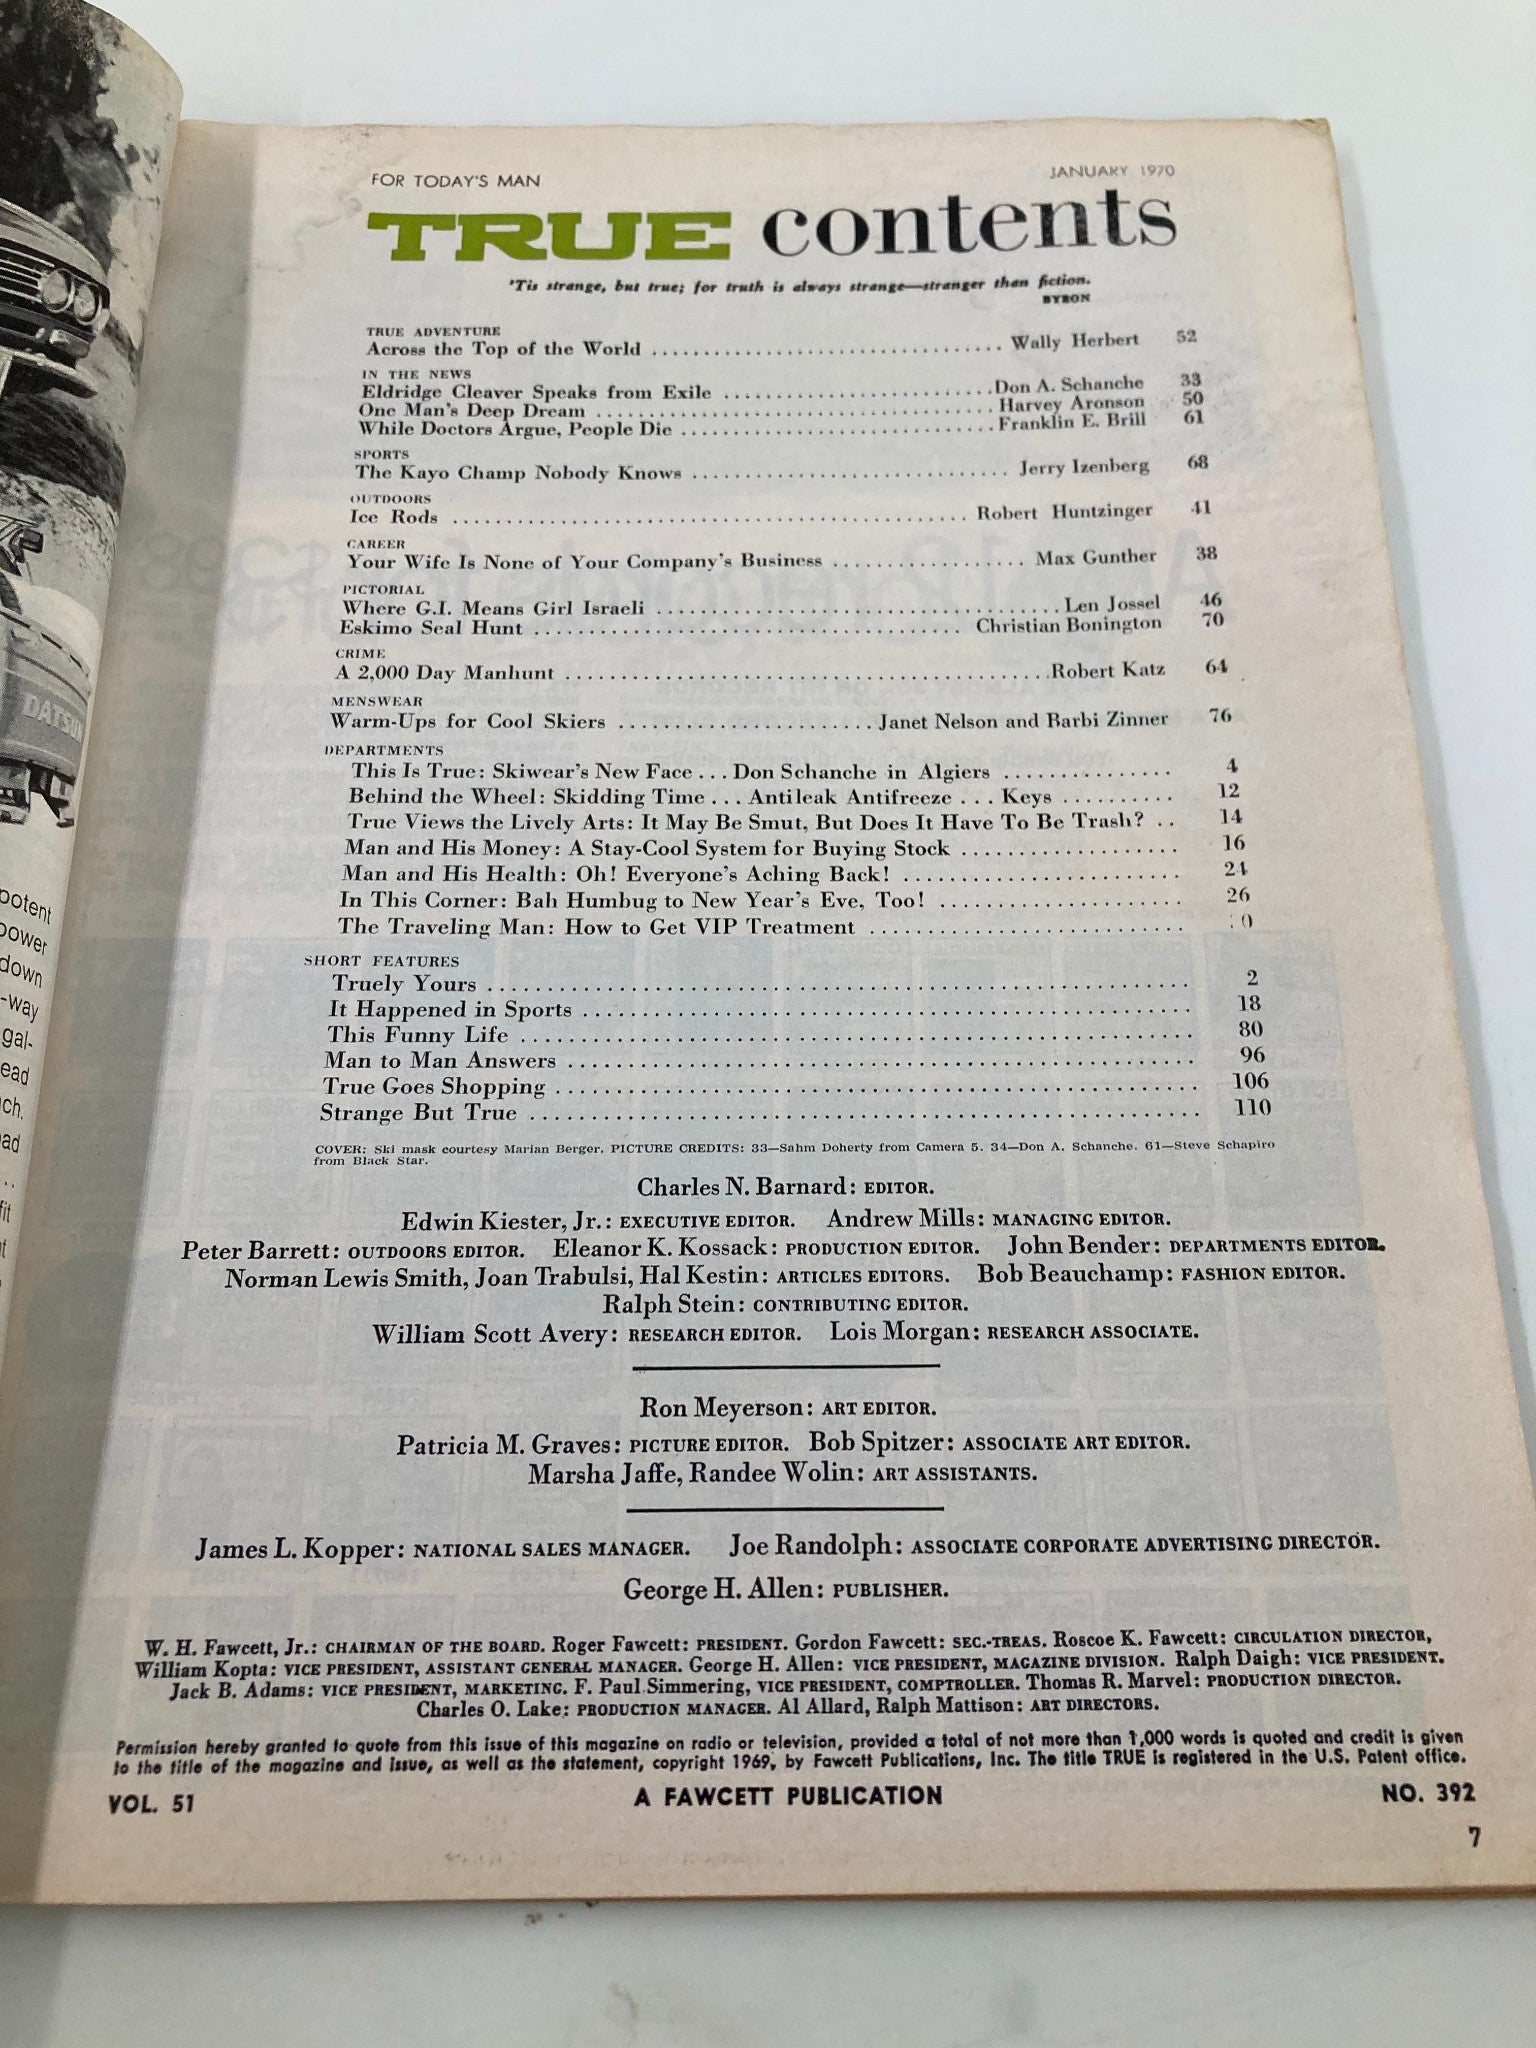 potent
power
down
-way
gal-
ead
ch.
ad
...
fit
t
DATSUN
FOR TODAY'S MAN
JANUARY 1970
TRUE contents
'Tis strange, but true; for truth is always strange—stranger than fiction.
BYRON
TRUE ADVENTURE
Across the Top of the World ................................. Wally Herbert 52
IN THE NEWS
Eldridge Cleaver Speaks from Exile .......................... Don A. Schanche 33
One Man's Deep Dream ...................................... Harvey Aronson 50
While Doctors Argue, People Die ............................. Franklin E. Brill 61
SPORTS
The Kayo Champ Nobody Knows .............................. Jerry Izenberg 68
OUTDOORS
Ice Rods ................................................. Robert Huntzinger 41
CAREER
Your Wife Is None of Your Company's Business .................. Max Gunther 38
PICTORIAL
Where G.I. Means Girl Israeli ...................................... Len Jossel 46
Eskimo Seal Hunt ......................................... Christian Bonington 70
CRIME
A 2,000 Day Manhunt .............................................. Robert Katz 64
MENSWEAR
Warm-Ups for Cool Skiers ........................ Janet Nelson and Barbi Zinner 76
DEPARTMENTS
This Is True: Skiwear's New Face ... Don Schanche in Algiers ............... 4
Behind the Wheel: Skidding Time ... Antileak Antifreeze ... Keys .......... 12
True Views the Lively Arts: It May Be Smut, But Does It Have To Be Trash? .. 14
Man and His Money: A Stay-Cool System for Buying Stock ................... 16
Man and His Health: Oh! Everyone's Aching Back! ......................... 24
In This Corner: Bah Humbug to New Year's Eve, Too! ...................... 26
The Traveling Man: How to Get VIP Treatment ............................
SHORT FEATURES
Truely Yours .................................................................... 2
It Happened in Sports ........................................................... 18
This Funny Life ................................................................. 80
Man to Man Answers ............................................................. 96
True Goes Shopping .............................................................. 106
Strange But True ................................................................ 110
COVER: Ski mask courtesy Marian Berger. PICTURE CREDITS: 33—Sahm Doherty from Camera 5. 34—Don A. Schanche. 61—Steve Schapiro
from Black Star.
Charles N. Barnard: EDITOR.
Edwin Kiester, Jr.: EXECUTIVE EDITOR. Andrew Mills: MANAGING EDITOR.
Peter Barrett: OUTDOORS EDITOR. Eleanor K. Kossack: PRODUCTION EDITOR. John Bender: DEPARTMENTS EDITOR.
Norman Lewis Smith, Joan Trabulsi, Hal Kestin: ARTICLES EDITORS. Bob Beauchamp: FASHION EDITOR.
Ralph Stein: CONTRIBUTING EDITOR.
William Scott Avery: RESEARCH EDITOR. Lois Morgan: RESEARCH ASSOCIATE.
Ron Meyerson: ART EDITOR.
Patricia M. Graves: PICTURE EDITOR. Bob Spitzer: ASSOCIATE ART EDITOR.
Marsha Jaffe, Randee Wolin: ART ASSISTANTS.
James L. Kopper: NATIONAL SALES MANAGER. Joe Randolph: ASSOCIATE CORPORATE ADVERTISING DIRECTOR.
George H. Allen: PUBLISHER.
W. H. Fawcett, Jr.: CHAIRMAN OF THE BOARD. Roger Fawcett: PRESIDENT. Gordon Fawcett: SEC.-TREAS. Roscoe K. Fawcett: CIRCULATION DIRECTOR,
William Kopta: VICE PRESIDENT, ASSISTANT GENERAL MANAGER. George H. Allen: VICE PRESIDENT, MAGAZINE DIVISION. Ralph Daigh: VICE PRESIDENT.
Jack B. Adams: VICE PRESIDENT, MARKETING. F. Paul Simmering, VICE PRESIDENT, COMPTROLLER. Thomas R. Marvel: PRODUCTION DIRECTOR.
Charles O. Lake: PRODUCTION MANAGER. Al Allard, Ralph Mattison: ART DIRECTORS.
Permission hereby granted to quote from this issue of this magazine on radio or television, provided a total of not more than 1,000 words is quoted and credit is given
to the title of the magazine and issue, as well as the statement, copyright 1969, by Fawcett Publications, Inc. The title TRUE is registered in the U.S. Patent office.
VOL. 51 A FAWCETT PUBLICATION NO. 392
7